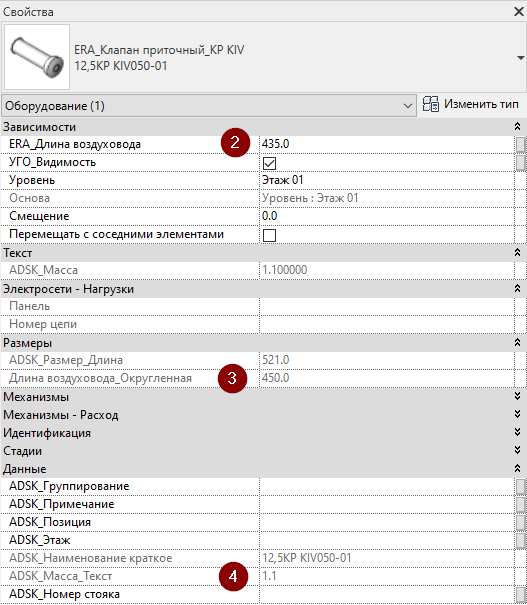 Свойства
ERA_Клапан приточный_КР KIV
12,5КР KIV050-01
Оборудование (1)
Изменить тип
Зависимости
ERA_Длина воздуховода 2 435.0
УГО_Видимость
Уровень Этаж 01
Основа Уровень : Этаж 01
Смещение 0.0
Перемещать с соседними элементами
Текст
ADSK_Масса 1.100000
Электросети - Нагрузки
Панель
Номер цепи
Размеры
ADSK_Размер_Длина 521.0
Длина воздуховода_Округленная 3 450.0
Механизмы
Механизмы - Расход
Идентификация
Стадии
Данные
ADSK_Группирование
ADSK_Примечание
ADSK_Позиция
ADSK_Этаж
ADSK_Наименование краткое 12,5КР KIV050-01
ADSK_Масса_Текст 4 1.1
ADSK_Номер стояка